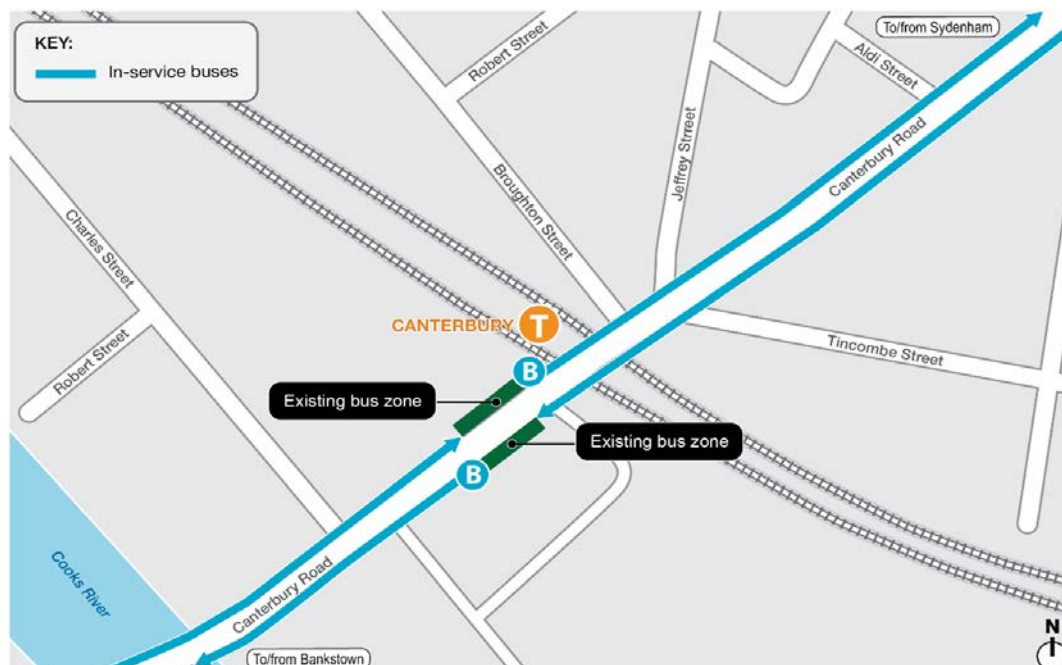 KEY:
In-service buses
To/from Sydenham
Robert Street
Aldi Street
Jeffrey Strreet
Canterbury Road
Broughton Street
Charles Street
CANTERBURY T
Tincombe Street
Robert Street
B
Existing bus zone
Existing bus zone
B
Cooks River
Canterbury Road
To/from Bankstown
N